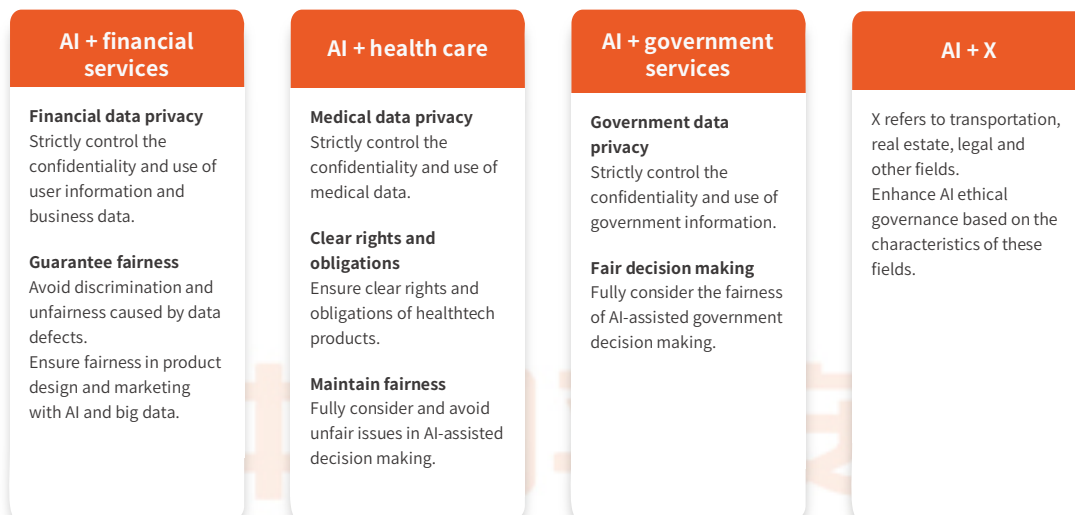 AI + financial
services
Financial data privacy
Strictly control the
confidentiality and use of
user information and
business data.
Guarantee fairness
Avoid discrimination and
unfairness caused by data
defects.
Ensure fairness in product
design and marketing
with AI and big data.
AI + health care
Medical data privacy
Strictly control the
confidentiality and use of
medical data.
Clear rights and
obligations
Ensure clear rights and
obligations of healthtech
products.
Maintain fairness
Fully consider and avoid
unfair issues in AI-assisted
decision making.
AI + government
services
Government data
privacy
Strictly control the
confidentiality and use of
government information.
Fair decision making
Fully consider the fairness
of AI-assisted government
decision making.
AI + X
X refers to transportation,
real estate, legal and
other fields.
Enhance AI ethical
governance based on the
characteristics of these
fields.